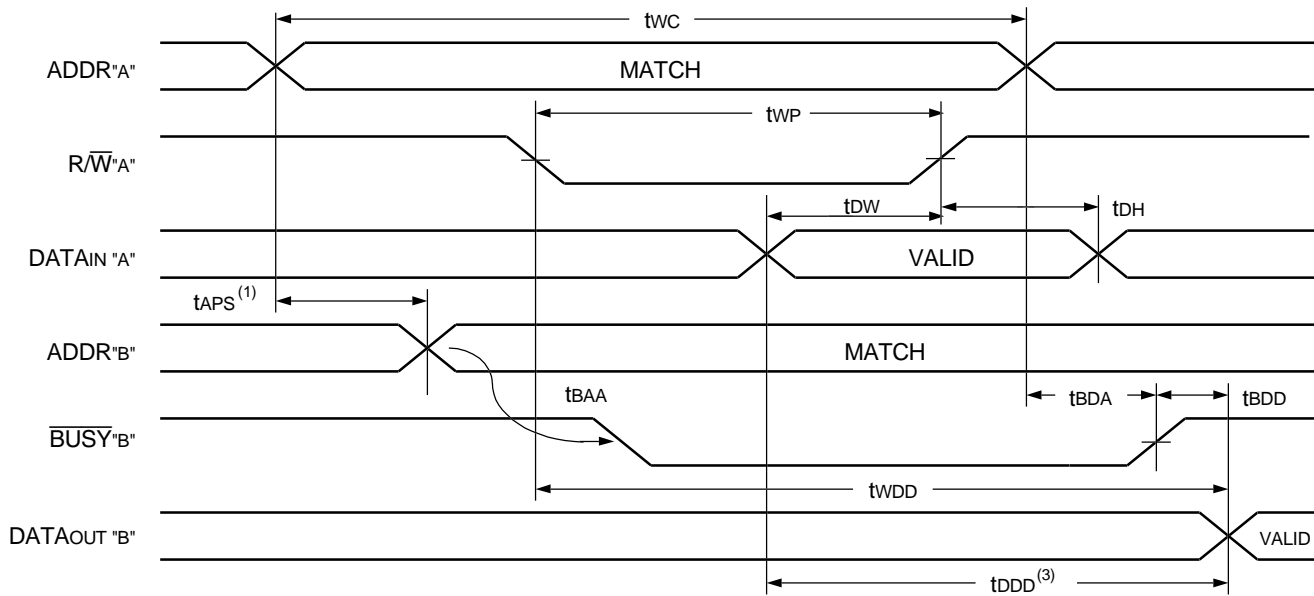 tWC
ADDR"A"
MATCH
tWP
R/W̅"A"
tDW
tDH
DATAIN "A"
VALID
tAPS(1)
ADDR"B"
MATCH
tBAA
tBDA
tBDD
B̅U̅S̅Y̅"B"
tWDD
DATAOUT "B"
VALID
tDDD(3)